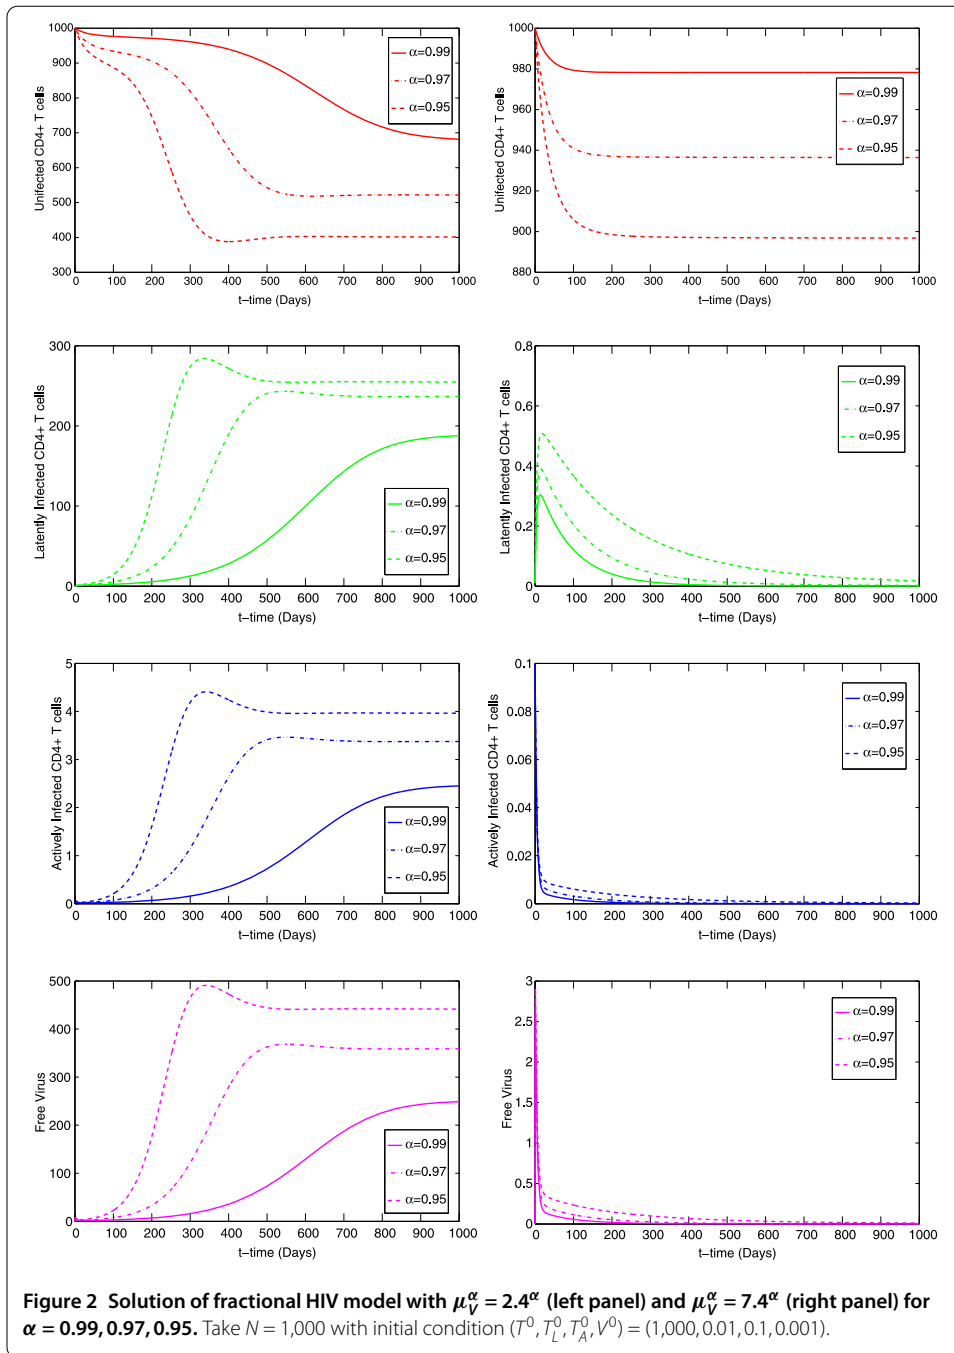 1000
900
800
700
600
500
400
300
Unifected CD4+ T cells
α=0.99
α=0.97
α=0.95
0 100 200 300 400 500 600 700 800 900 1000
t–time (Days)
1000
980
960
940
920
900
880
Unifected CD4+ T cells
α=0.99
α=0.97
α=0.95
0 100 200 300 400 500 600 700 800 900 1000
t–time (Days)
300
200
100
0
Latently Infected CD4+ T cells
α=0.99
α=0.97
α=0.95
0 100 200 300 400 500 600 700 800 900 1000
t–time (Days)
0.8
0.6
0.4
0.2
0
Latently Infected CD4+ T cells
α=0.99
α=0.97
α=0.95
0 100 200 300 400 500 600 700 800 900 1000
t–time (Days)
5
4
3
2
1
0
Actively Infected CD4+ T cells
α=0.99
α=0.97
α=0.95
0 100 200 300 400 500 600 700 800 900 1000
t–time (Days)
0.1
0.08
0.06
0.04
0.02
0
Actively Infected CD4+ T cells
α=0.99
α=0.97
α=0.95
0 100 200 300 400 500 600 700 800 900 1000
t–time (Days)
500
400
300
200
100
0
Free Virus
α=0.99
α=0.97
α=0.95
0 100 200 300 400 500 600 700 800 900 1000
t–time (Days)
3
2.5
2
1.5
1
0.5
0
Free Virus
α=0.99
α=0.97
α=0.95
0 100 200 300 400 500 600 700 800 900 1000
t–time (Days)
Figure 2 Solution of fractional HIV model with μ_V^α = 2.4^α (left panel) and μ_V^α = 7.4^α (right panel) for
α = 0.99, 0.97, 0.95. Take N = 1,000 with initial condition (T^0, T_L^0, T_A^0, V^0) = (1,000, 0.01, 0.1, 0.001).